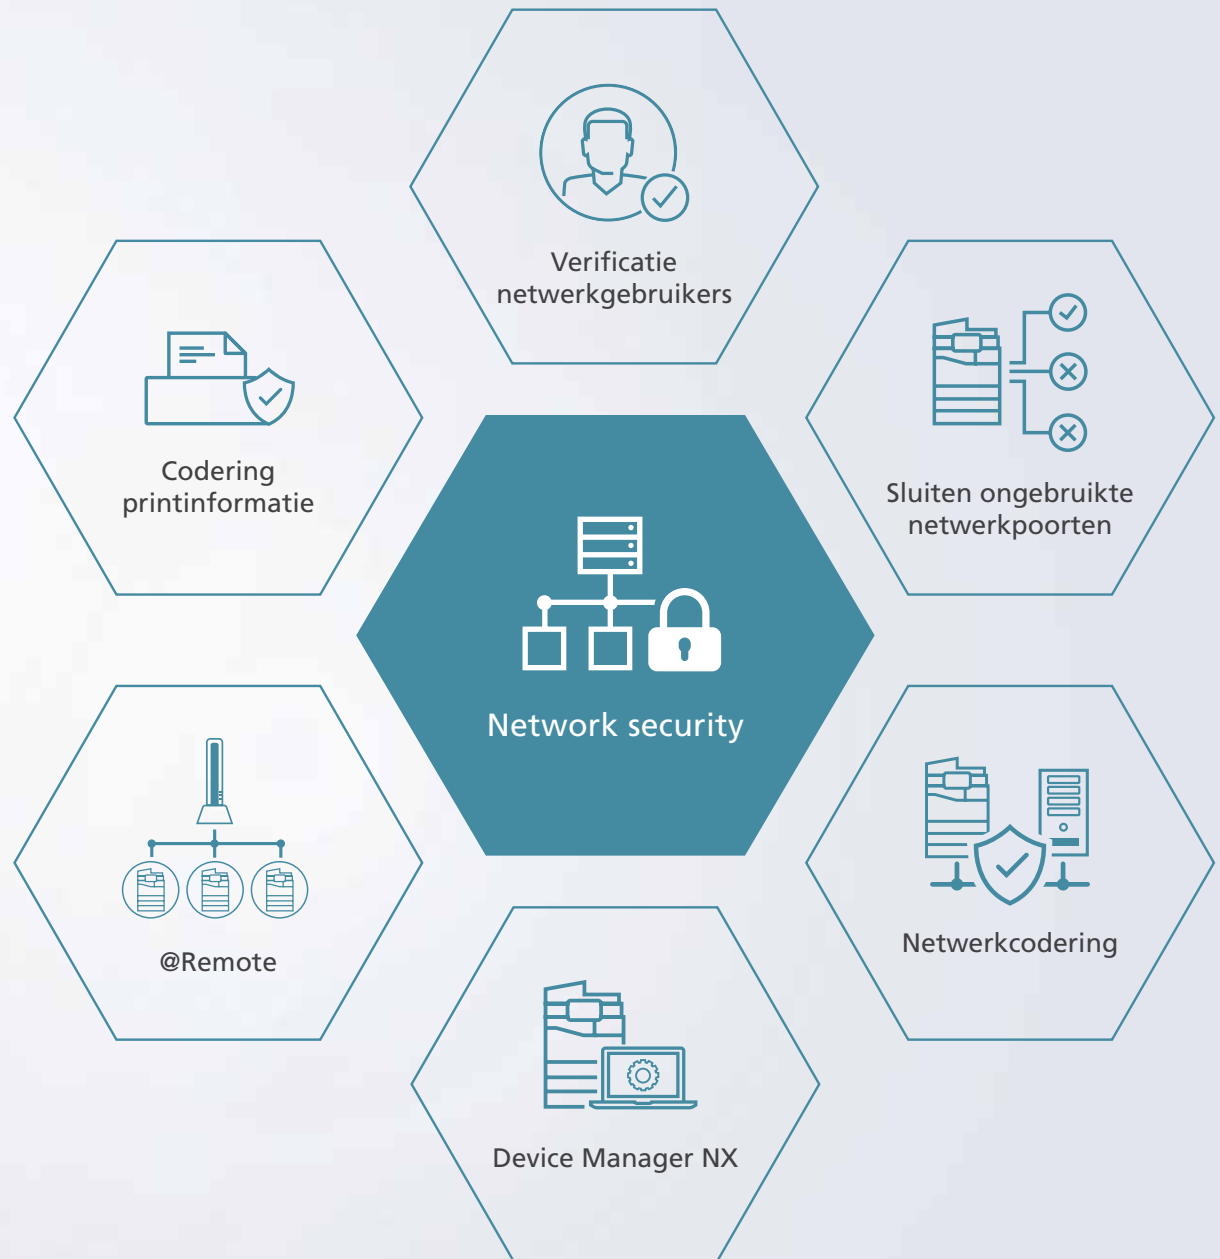 Verificatie
netwerkgebruikers
Codering
printinformatie
Sluiten ongebruikte
netwerkpoorten
Network security
@Remote
Netwerkcodering
Device Manager NX